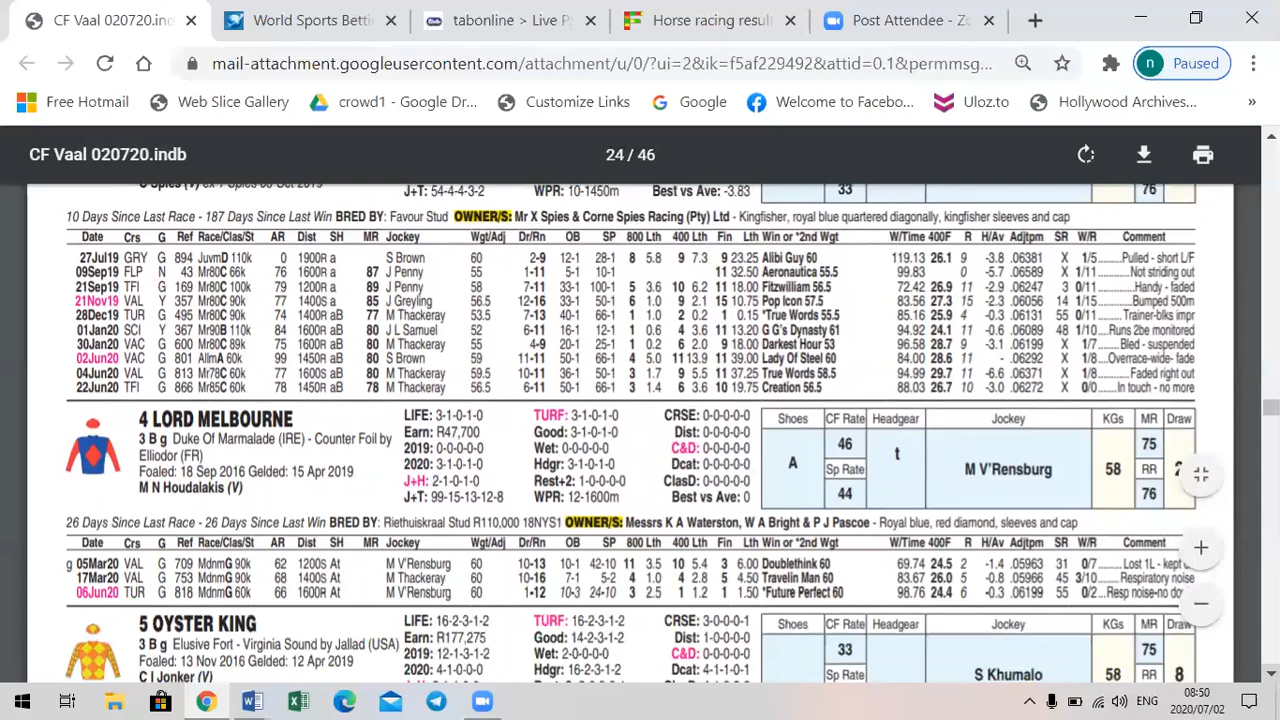 CF Vaal 020720.in
World Sports Betti
tabonline > Live P
Horse racing resul
Post Attendee - Zo
mail-attachment.googleusercontent.com/attachment/u/0/?ui=2&ik=f5af229492&attid=0.1&permmsg...
n Paused
Free Hotmail
Web Slice Gallery
crowd1 - Google Dr...
Customize Links
Google
Welcome to Facebo...
Uloz.to
Hollywood Archives...
»
CF Vaal 020720.indb
24 / 46
J+T: 54-4-4-3-2 WPR: 10-1450m Best vs Ave: -3.83 33 76
10 Days Since Last Race - 187 Days Since Last Win BRED BY: Favour Stud OWNER/S: Mr X Spies & Corne Spies Racing (Pty) Ltd - Kingfisher, royal blue quartered diagonally, kingfisher sleeves and cap
Date Crs G Ref Race/Clas/St AR Dist SH MR Jockey Wgt/Adj Dr/Rn OB SP 800 Lth 400 Lth Fin Lth Win or *2nd Wgt W/Time 400F R H/Av Adjtpm SR W/R Comment
27Jul19 GRY G 894 JuvmD 110k 0 1900R a S Brown 60 2-9 12-1 28-1 8 5.8 9 7.3 9 23.25 Alibi Guy 60 119.13 26.1 9 -3.8 .06381 X 1/5 ......Pulled - short L/F
09Sep19 FLP N 43 Mr80C 66k 76 1600R a 87 J Penny 55 1-11 5-1 10-1 11 32.50 Aeronautica 55.5 99.83 0 -5.7 .05929 X 1/11 ........Not striding out
21Sep19 TFI G 168 Mr80C 100k 79 1200R a 89 J Penny 58 7-11 33-1 100-1 5 3.6 10 6.2 11 18.00 Fitzwilliam 56.5 72.42 26.9 11 -2.9 .06247 3 0/11 ........Handy - faded
21Nov19 VAL Y 357 Mr90C 90k 77 1400S a 85 J Greyling 56.5 12-16 33-1 25-1 6 1.0 9 2.1 15 10.75 Pop Icon 57.5 83.56 27.3 15 -2.3 .06056 14 1/15 ........Bumped 500m
28Dec19 TUR G 495 Mr80C 90k 74 1400R aB 77 M Thackeray 53.5 7-13 40-1 66-1 1 1.0 2 0.2 1 0.15 *True Words 55.5 85.16 25.9 4 -0.3 .06131 55 0/11 .....Trainer-blks impr
01Jan20 SCI Y 367 Mr90B 110k 84 1600R aB 80 J L Samuel 52 6-11 16-1 12-1 1 0.6 4 3.6 11 13.20 G G's Dynasty 61 94.92 24.1 11 -0.6 .06089 48 1/10 ...Runs 2be monitored
30Jan20 VAC G 600 Mr80C 89k 75 1600R aB 80 M Thackeray 55 4-9 20-1 25-1 1 0.2 6 2.0 9 18.00 Darkest Hour 53 96.58 28.7 9 -3.1 .06199 X 1/7 .....Bled - suspended
02Jun20 VAC G 801 AllmA 60k 99 1450R aB 80 S Brown 59 11-11 50-1 66-1 4 5.0 11 13.9 11 39.00 Lady Of Steel 60 84.00 28.6 11 - .06292 X 1/8 .....Overrace-wide- fade
04Jun20 VAL G 813 Mr78C 60k 77 1600S aB 80 M Thackeray 59.5 10-11 36-1 50-1 3 1.7 9 5.5 11 37.25 True Words 58.5 94.99 29.7 11 -6.6 .06371 X 1/8 ........Faded right out
22Jun20 TFI G 866 Mr85C 60k 78 1450R aB 78 M Thackeray 56.5 6-11 50-1 66-1 3 1.4 6 3.6 10 19.75 Creation 56.5 88.03 26.7 10 -3.0 .06272 X 0/0 ......In touch - no more
4 LORD MELBOURNE LIFE: 3-1-0-1-0 TURF: 3-1-0-1-0 CRSE: 0-0-0-0-0 Shoes CF Rate Headgear Jockey KGs MR Draw
3 B g Duke Of Marmalade (IRE) - Counter Foil by Earn: R47,700 Good: 3-1-0-1-0 Dist: 0-0-0-0-0 46 75
Elliodor (FR) 2019: 0-0-0-0-0 Wet: 0-0-0-0-0 C&D: 0-0-0-0-0
Foaled: 18 Sep 2016 Gelded: 15 Apr 2019 2020: 3-1-0-1-0 Hdgr: 3-1-0-1-0 Dcat: 0-0-0-0-0 A Sp Rate t M V'Rensburg 58 RR
M N Houdalakis (V) J+H: 2-1-0-1-0 Rest+2: 1-0-0-0-0 ClasD: 0-0-0-0-0 44 76
J+T: 99-15-13-12-8 WPR: 12-1600m Best vs Ave: 0
26 Days Since Last Race - 26 Days Since Last Win BRED BY: Riethuiskraal Stud R110,000 18NYS1 OWNER/S: Messrs K A Waterston, W A Bright & P J Pascoe - Royal blue, red diamond, sleeves and cap
Date Crs G Ref Race/Clas/St AR Dist SH MR Jockey Wgt/Adj Dr/Rn OB SP 800 Lth 400 Lth Fin Lth Win or *2nd Wgt W/Time 400F R H/Av Adjtpm SR W/R Comment
g 05Mar20 VAL G 709 MdnmG 90k 62 1200S At M V'Rensburg 60 10-13 10-1 42-10 11 3.5 10 5.4 3 6.00 Doublethink 60 69.74 24.5 2 -1.4 .05963 31 0/7 ........Lost 1L - kept
17Mar20 VAL G 753 MdnmG 90k 68 1400S At M Thackeray 60 10-16 7-1 5-2 4 1.0 4 2.8 5 4.50 Travelin Man 60 83.67 26.0 5 -0.8 .05966 45 3/10 .....Respiratory noise
06Jun20 TUR G 818 MdnmG 60k 66 1600R At M V'Rensburg 60 1-12 10-3 24-10 3 2.5 1 1.2 1 1.50 *Future Perfect 60 98.76 24.4 6 -0.3 .06199 55 0/2 ...Resp noise-no do
5 OYSTER KING LIFE: 16-2-3-1-2 TURF: 16-2-3-1-2 CRSE: 3-0-0-0-1 Shoes CF Rate Headgear Jockey KGs MR Draw
3 B g Elusive Fort - Virginia Sound by Jallad (USA) Earn: R177,275 Good: 14-2-3-1-2 Dist: 1-0-0-0-0 33 75
Foaled: 13 Nov 2016 Gelded: 12 Apr 2019 2019: 12-1-3-1-2 Wet: 2-0-0-0-0 C&D: 0-0-0-0-0
C I Jonker (V) 2020: 4-1-0-0-0 Hdgr: 16-2-3-1-2 Dcat: 4-1-1-0-1 Sp Rate S Khumalo 58 RR 8
ENG
08:50
2020/07/02